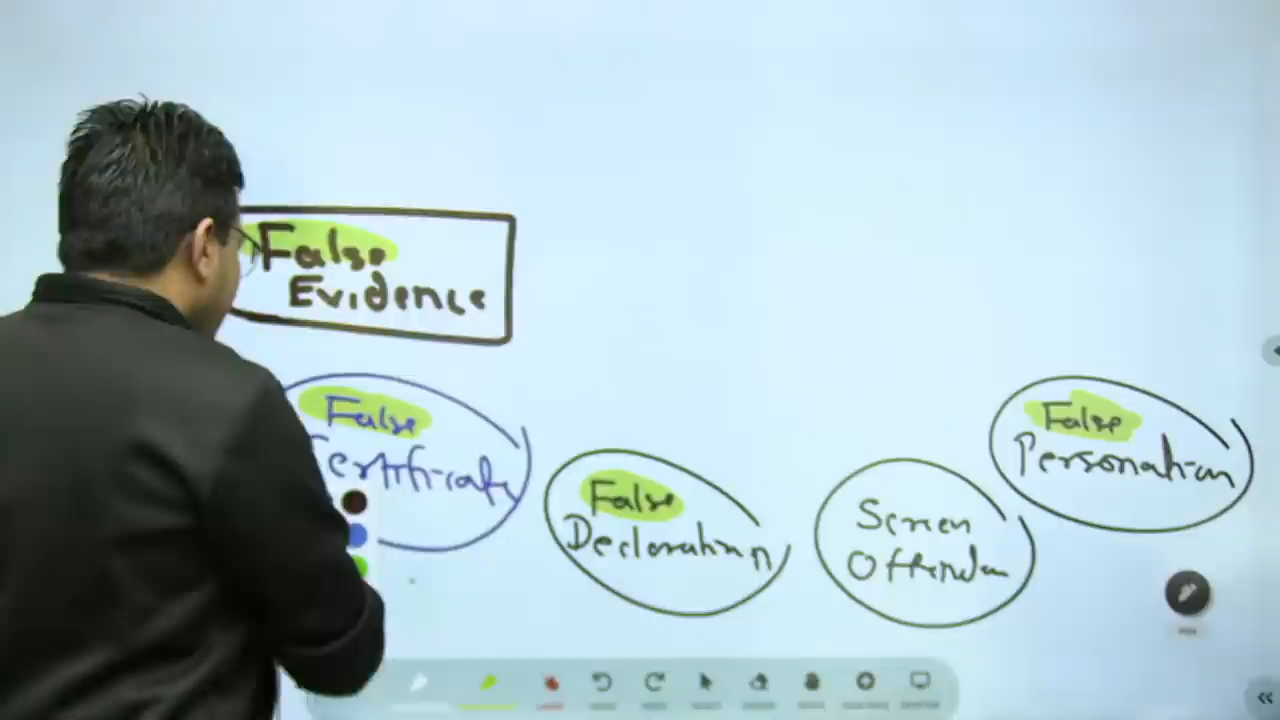 False
Evidence
False
Certificate
False
Declaration
Screen
Offender
False
Personation